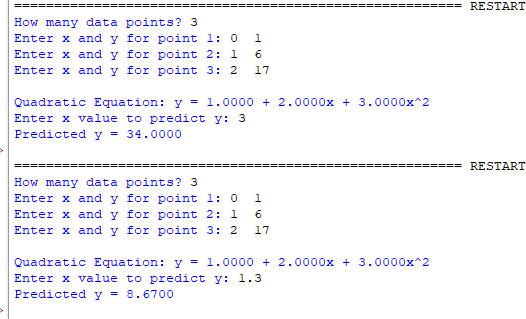 ========================================================= RESTART
How many data points? 3
Enter x and y for point 1: 0  1
Enter x and y for point 2: 1  6
Enter x and y for point 3: 2  17

Quadratic Equation: y = 1.0000 + 2.0000x + 3.0000x^2
Enter x value to predict y: 3
Predicted y = 34.0000
>
========================================================= RESTART
How many data points? 3
Enter x and y for point 1: 0  1
Enter x and y for point 2: 1  6
Enter x and y for point 3: 2  17

Quadratic Equation: y = 1.0000 + 2.0000x + 3.0000x^2
Enter x value to predict y: 1.3
Predicted y = 8.6700
>